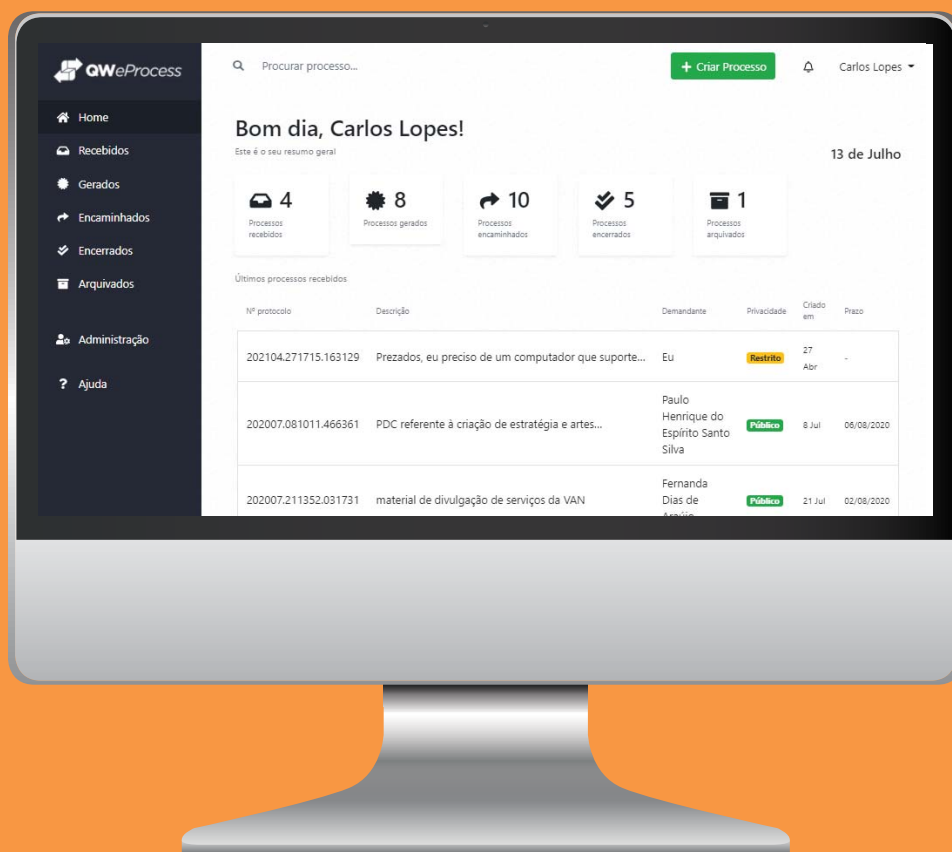 QWeProcess
Procurar processo...
+ Criar Processo
Carlos Lopes
Home
Recebidos
Gerados
Encaminhados
Encerrados
Arquivados
Administração
? Ajuda
Bom dia, Carlos Lopes!
Este é o seu resumo geral
13 de Julho
4
Processos
recebidos
8
Processos gerados
10
Processos
encaminhados
5
Processos
encerrados
1
Processos
arquivados
Últimos processos recebidos
Nº protocolo
Descrição
Demandante
Privacidade
Criado
em
Prazo
202104.271715.163129
Prezados, eu preciso de um computador que suporte...
Eu
Restrito
27
Abr
-
202007.081011.466361
PDC referente à criação de estratégia e artes...
Paulo
Henrique do
Espírito Santo
Silva
Público
8 Jul
06/08/2020
202007.211352.031731
material de divulgação de serviços da VAN
Fernanda
Dias de
Araújo
Público
21 Jul
02/08/2020